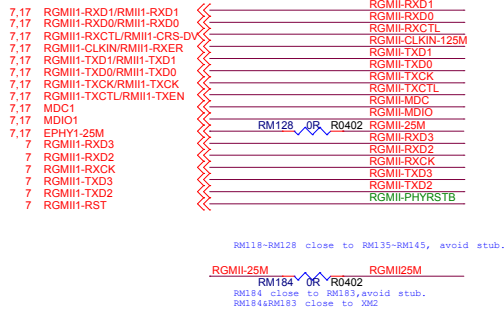 RGMII-RXD1
7,17 RGMII1-RXD1/RMII1-RXD1
RGMII-RXD0
7,17 RGMII1-RXD0/RMII1-RXD0
RGMII-RXCTL
7,17 RGMII1-RXCTL/RMII1-CRS-DV
RGMII-CLKIN-125M
7,17 RGMII1-CLKIN/RMII1-RXER
RGMII-TXD1
7,17 RGMII1-TXD1/RMII1-TXD1
RGMII-TXD0
7,17 RGMII1-TXD0/RMII1-TXD0
RGMII-TXCK
7,17 RGMII1-TXCK/RMII1-TXCK
RGMII-TXCTL
7,17 RGMII1-TXCTL/RMII1-TXEN
RGMII-MDC
7,17 MDC1
RGMII-MDIO
7,17 MDIO1
RM128 0R R0402 RGMII-25M
7,17 EPHY1-25M
RGMII-RXD3
7 RGMII1-RXD3
RGMII-RXD2
7 RGMII1-RXD2
RGMII-RXCK
7 RGMII1-RXCK
RGMII-TXD3
7 RGMII1-TXD3
RGMII-TXD2
7 RGMII1-TXD2
RGMII-PHYRSTB
7 RGMII1-RST
RM118~RM128 close to RM135~RM145, avoid stub.
RGMII-25M RGMII25M
RM184 0R R0402
RM184 close to RM183,avoid stub.
RM184&RM183 close to XM2